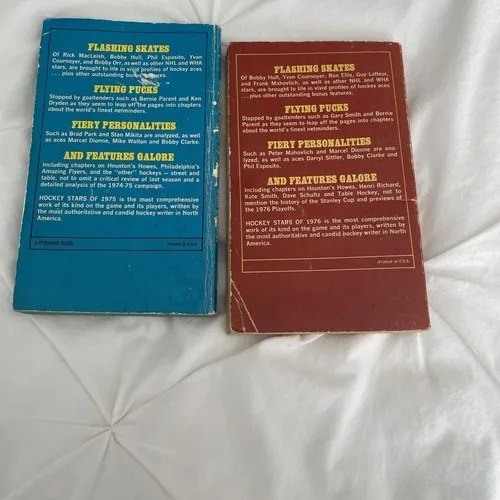 FLASHING SKATES
Of Rick MacLeish, Bobby Hull, Phil Esposito, Yvan
Cournoyer, and Bobby Orr, as well as other NHL and WHA
stars, are brought to life in vivid profiles of hockey aces
. . . plus other outstanding bonus features.
FLYING PUCKS
Stopped by goaltenders such as Bernie Parent and Ken
Dryden as they seem to leap off the pages into chapters
about the world's finest netminders.
FIERY PERSONALITIES
Such as Brad Park and Stan Mikita are analyzed, as well
as aces Marcel Dionne, Mike Walton and Bobby Clarke.
AND FEATURES GALORE
Including chapters on Houston's Howes, Philadelphia's
Amazing Flyers, and the "other" hockeys — street and
table, not to omit a critical review of last season and a
detailed analysis of the 1974-75 campaign.
HOCKEY STARS OF 1975 is the most comprehensive
work of its kind on the game and its players, written by
the most authoritative and candid hockey writer in North
America.
A PYRAMID BOOK
Printed in U.S.A.
FLASHING SKATES
Of Bobby Hull, Yvan Cournoyer, Ron Ellis, Guy Lafleur,
and Frank Mahovlich, as well as other NHL and WHA
stars, are brought to life in vivid profiles of hockey aces
. . . plus other outstanding bonus features.
FLYING PUCKS
Stopped by goaltenders such as Gary Smith and Bernie
Parent as they seem to leap off the pages into chapters
about the world's finest netminders.
FIERY PERSONALITIES
Such as Peter Mahovlich and Marcel Dionne are ana-
lyzed, as well as aces Darryl Sittler, Bobby Clarke and
Phil Esposito.
AND FEATURES GALORE
Including chapters on Houston's Howes, Henri Richard,
Kate Smith, Dave Schultz and Table Hockey, not to
mention the history of the Stanley Cup and previews of
the 1976 Playoffs.
HOCKEY STARS OF 1976 is the most comprehensive
work of its kind on the game and its players, written by
the most authoritative and candid hockey writer in North
America.
Printed in U.S.A.